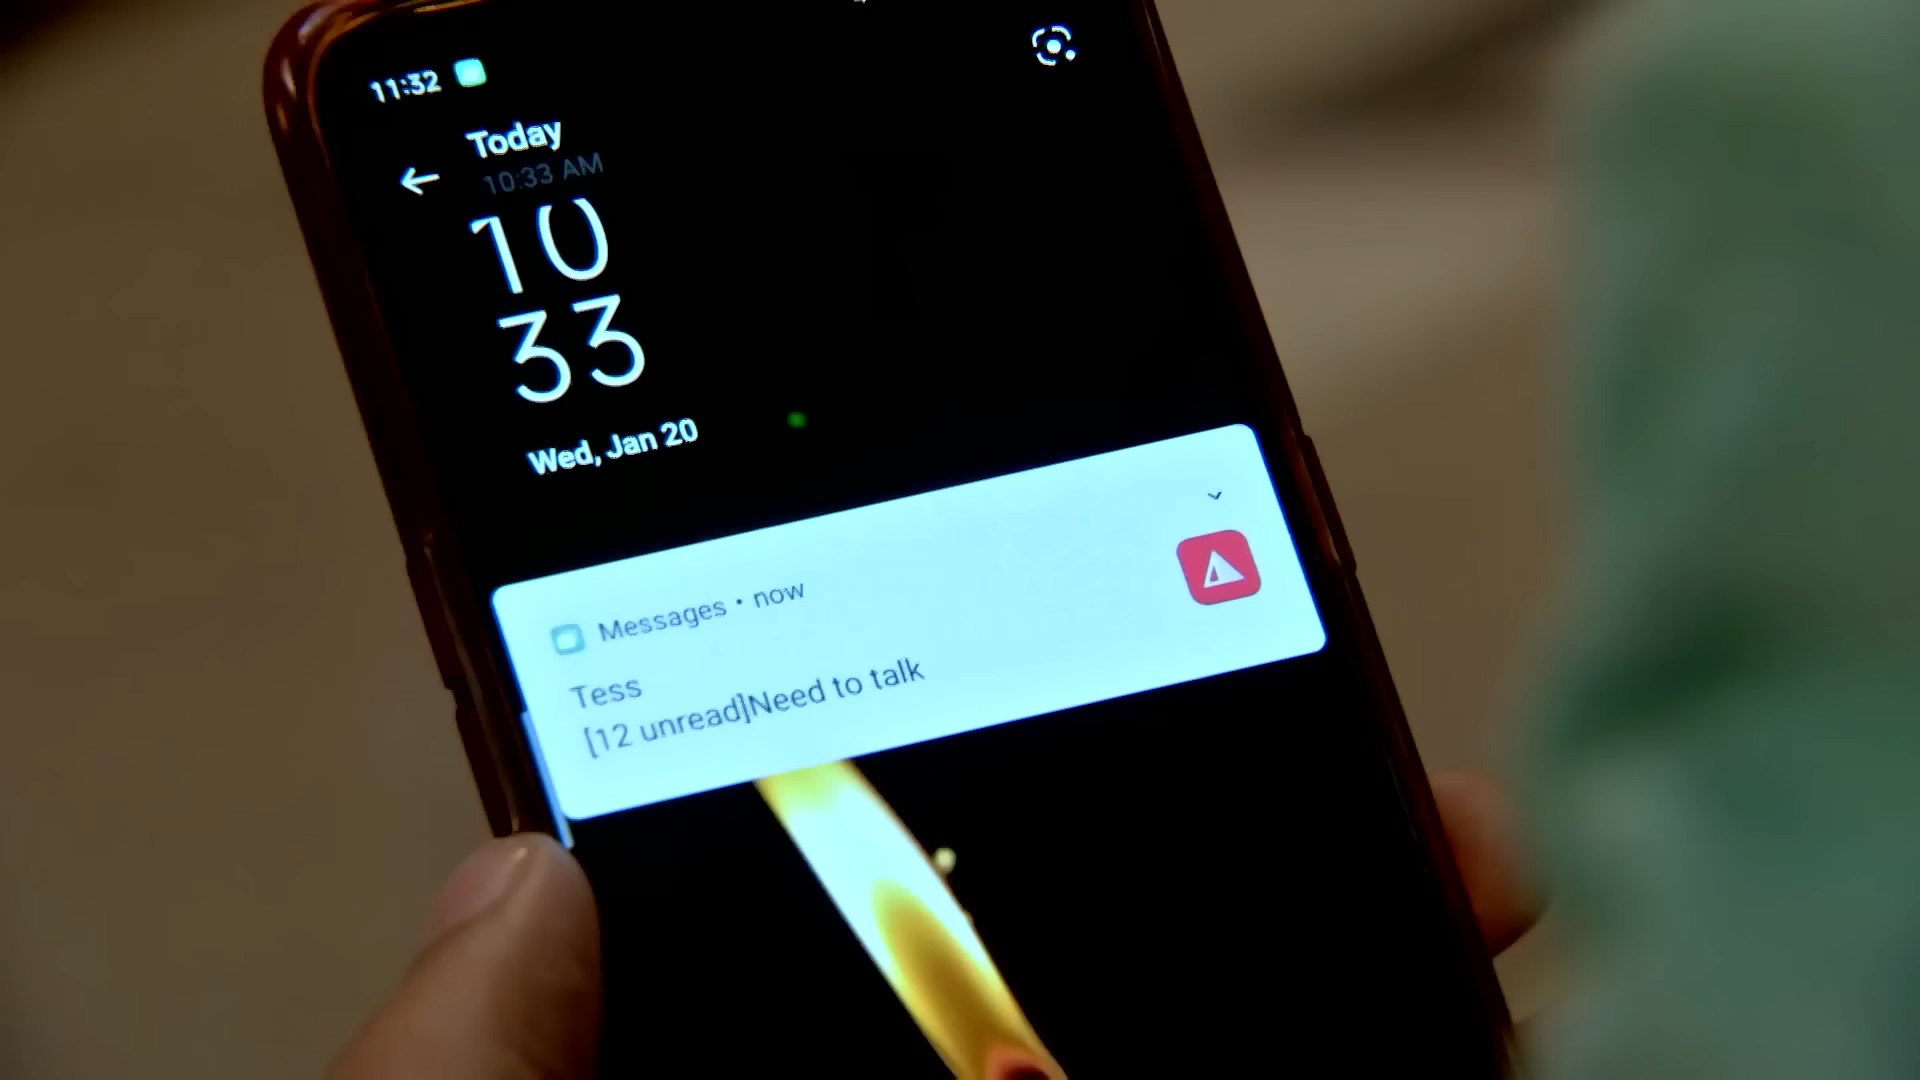 11:32
Today
10:33 AM
10
33
Wed, Jan 20
Messages • now
Tess
[12 unread]Need to talk